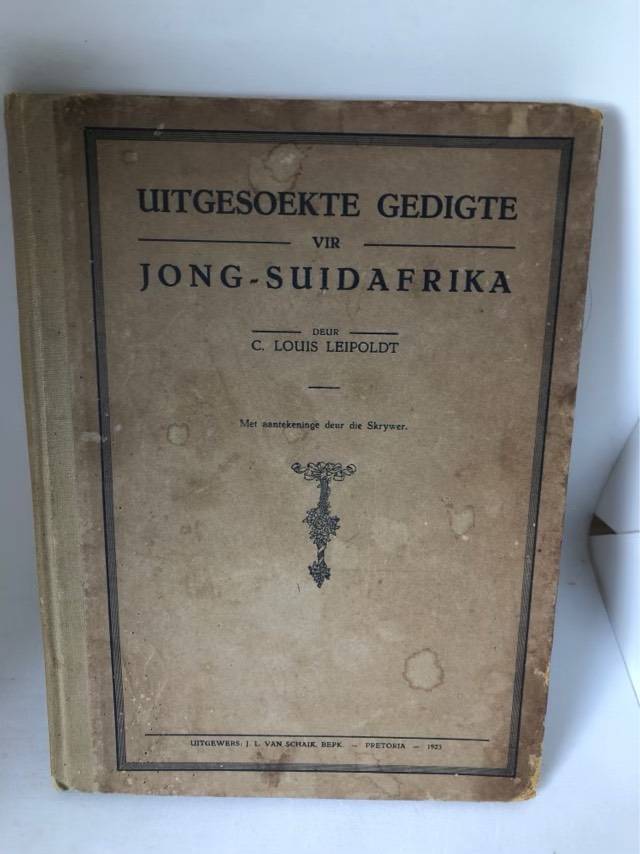 UITGESOEKTE GEDIGTE
VIR
JONG-SUIDAFRIKA
DEUR
C. LOUIS LEIPOLDT
Met aantekeninge deur die Skrywer.
UITGEWERS: J. L. VAN SCHAIK, BEPK. — PRETORIA — 1923